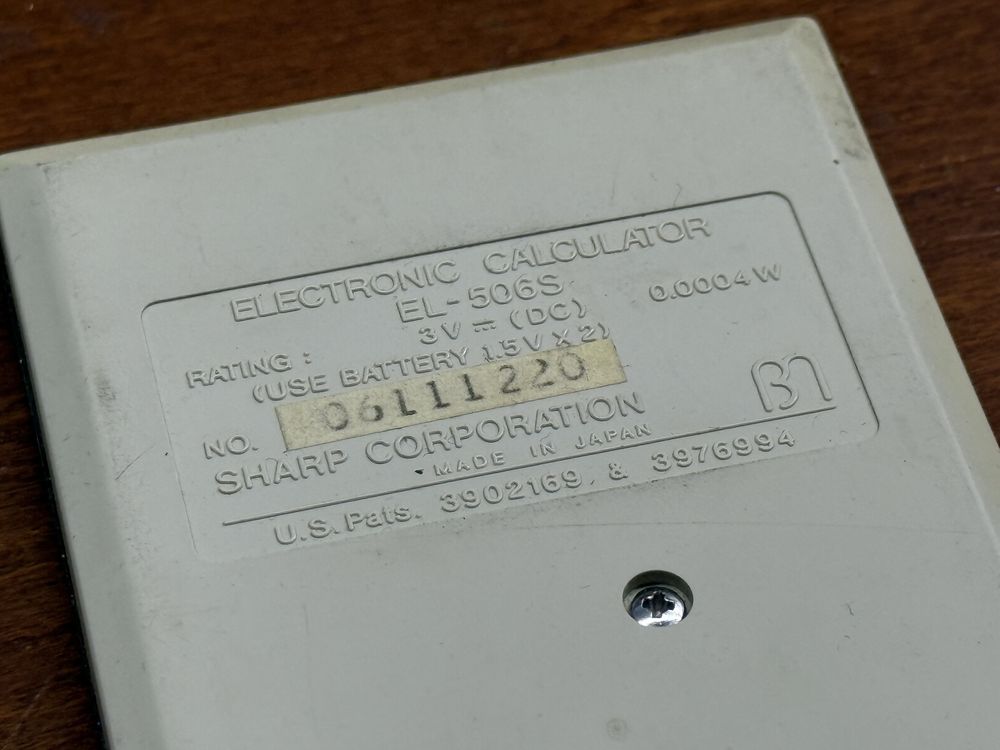 ELECTRONIC CALCULATOR
EL-506S
RATING : 3V ⎓ (DC) 0.0004W
(USE BATTERY 1.5V X 2)
NO. 06111220
SHARP CORPORATION
MADE IN JAPAN
U.S. Pats. 3902169 & 3976994